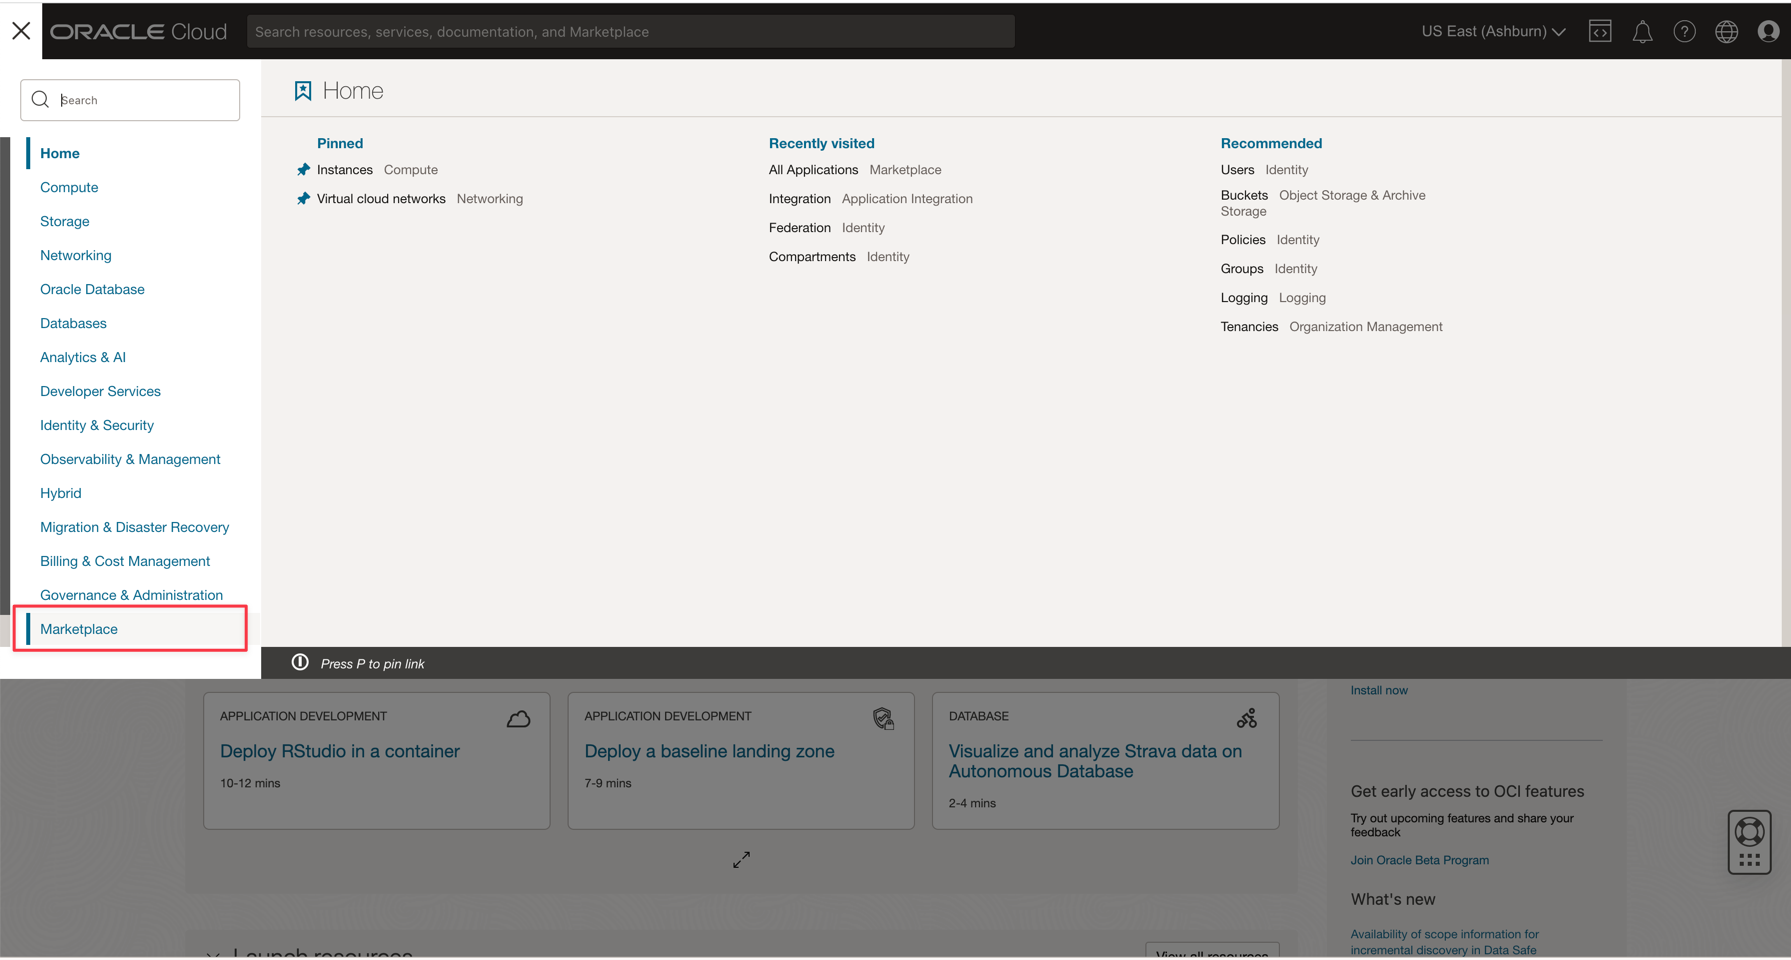 ORACLE Cloud
Search resources, services, documentation, and Marketplace
US East (Ashburn)
Search
Home
Compute
Storage
Networking
Oracle Database
Databases
Analytics & AI
Developer Services
Identity & Security
Observability & Management
Hybrid
Migration & Disaster Recovery
Billing & Cost Management
Governance & Administration
Marketplace
Home
Pinned
Instances Compute
Virtual cloud networks Networking
Recently visited
All Applications Marketplace
Integration Application Integration
Federation Identity
Compartments Identity
Recommended
Users Identity
Buckets Object Storage & Archive
Storage
Policies Identity
Groups Identity
Logging Logging
Tenancies Organization Management
Press P to pin link
APPLICATION DEVELOPMENT
Deploy RStudio in a container
10-12 mins
APPLICATION DEVELOPMENT
Deploy a baseline landing zone
7-9 mins
DATABASE
Visualize and analyze Strava data on
Autonomous Database
2-4 mins
Launch resources
View all resources
Install now
Get early access to OCI features
Try out upcoming features and share your
feedback
Join Oracle Beta Program
What's new
Availability of scope information for
incremental discovery in Data Safe